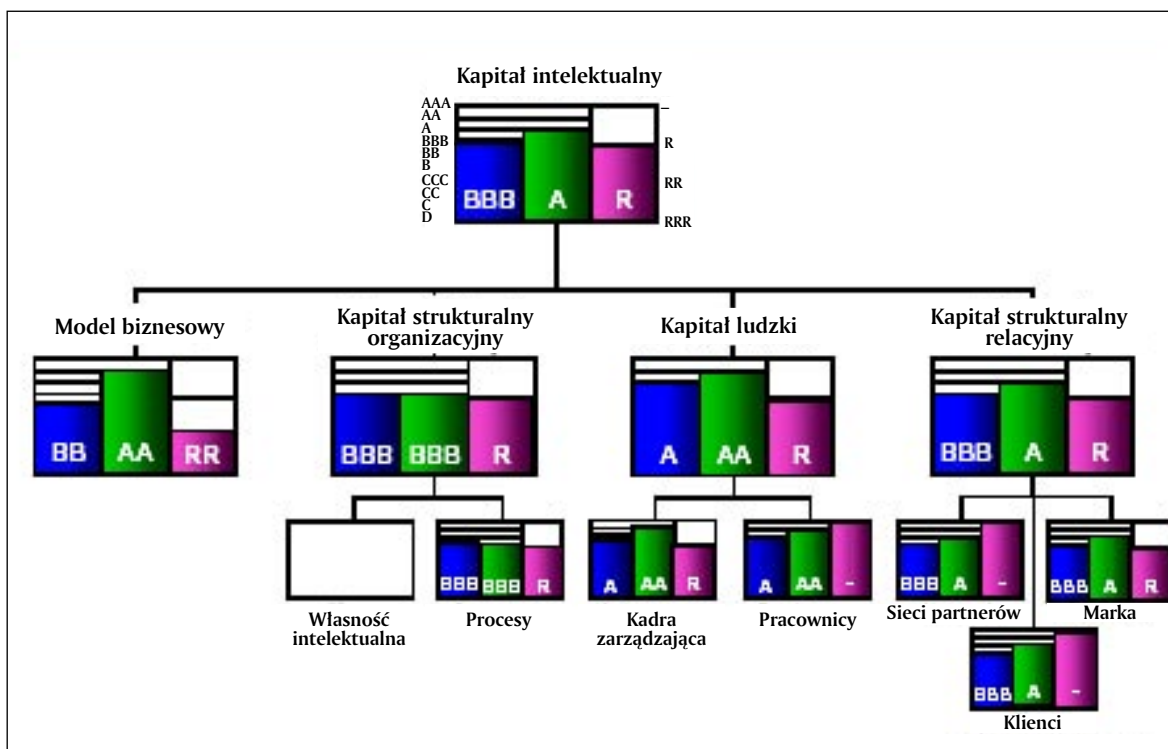 Kapitał intelektualny
AAA
AA
A
BBB
BB
B
CCC
CC
C
D
–
R
RR
RRR
BBB A R
Model biznesowy
BB AA RR
Kapitał strukturalny
organizacyjny
BBB BBB R
Kapitał ludzki
A AA R
Kapitał strukturalny
relacyjny
BBB A R
Własność
intelektualna
BBB BBB R
Procesy
A AA R
Kadra
zarządzająca
A AA –
Pracownicy
BBB A –
Sieci partnerów
BBB A R
Marka
BBB A –
Klienci